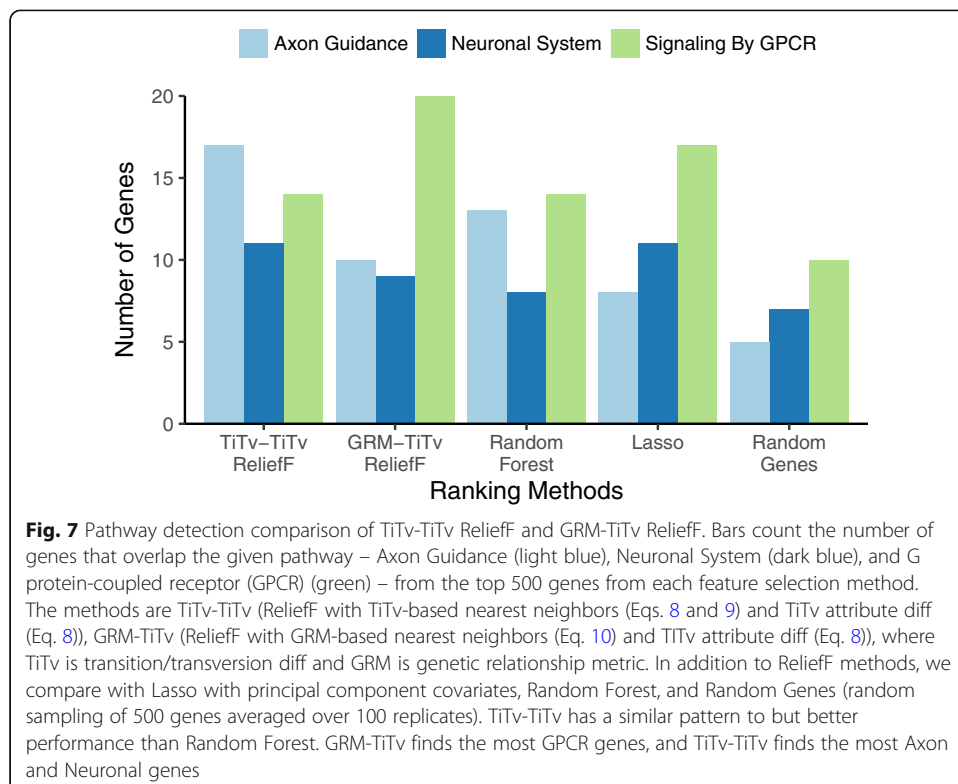 Axon Guidance Neuronal System Signaling By GPCR
20
15
10
5
0
Number of Genes
TiTv−TiTv ReliefF
GRM−TiTv ReliefF
Random Forest
Lasso
Random Genes
Ranking Methods
Fig. 7 Pathway detection comparison of TiTv-TiTv ReliefF and GRM-TiTv ReliefF. Bars count the number of
genes that overlap the given pathway – Axon Guidance (light blue), Neuronal System (dark blue), and G
protein-coupled receptor (GPCR) (green) – from the top 500 genes from each feature selection method.
The methods are TiTv-TiTv (ReliefF with TiTv-based nearest neighbors (Eqs. 8 and 9) and TiTv attribute diff
(Eq. 8)), GRM-TiTv (ReliefF with GRM-based nearest neighbors (Eq. 10) and TITv attribute diff (Eq. 8)), where
TiTv is transition/transversion diff and GRM is genetic relationship metric. In addition to ReliefF methods, we
compare with Lasso with principal component covariates, Random Forest, and Random Genes (random
sampling of 500 genes averaged over 100 replicates). TiTv-TiTv has a similar pattern to but better
performance than Random Forest. GRM-TiTv finds the most GPCR genes, and TiTv-TiTv finds the most Axon
and Neuronal genes